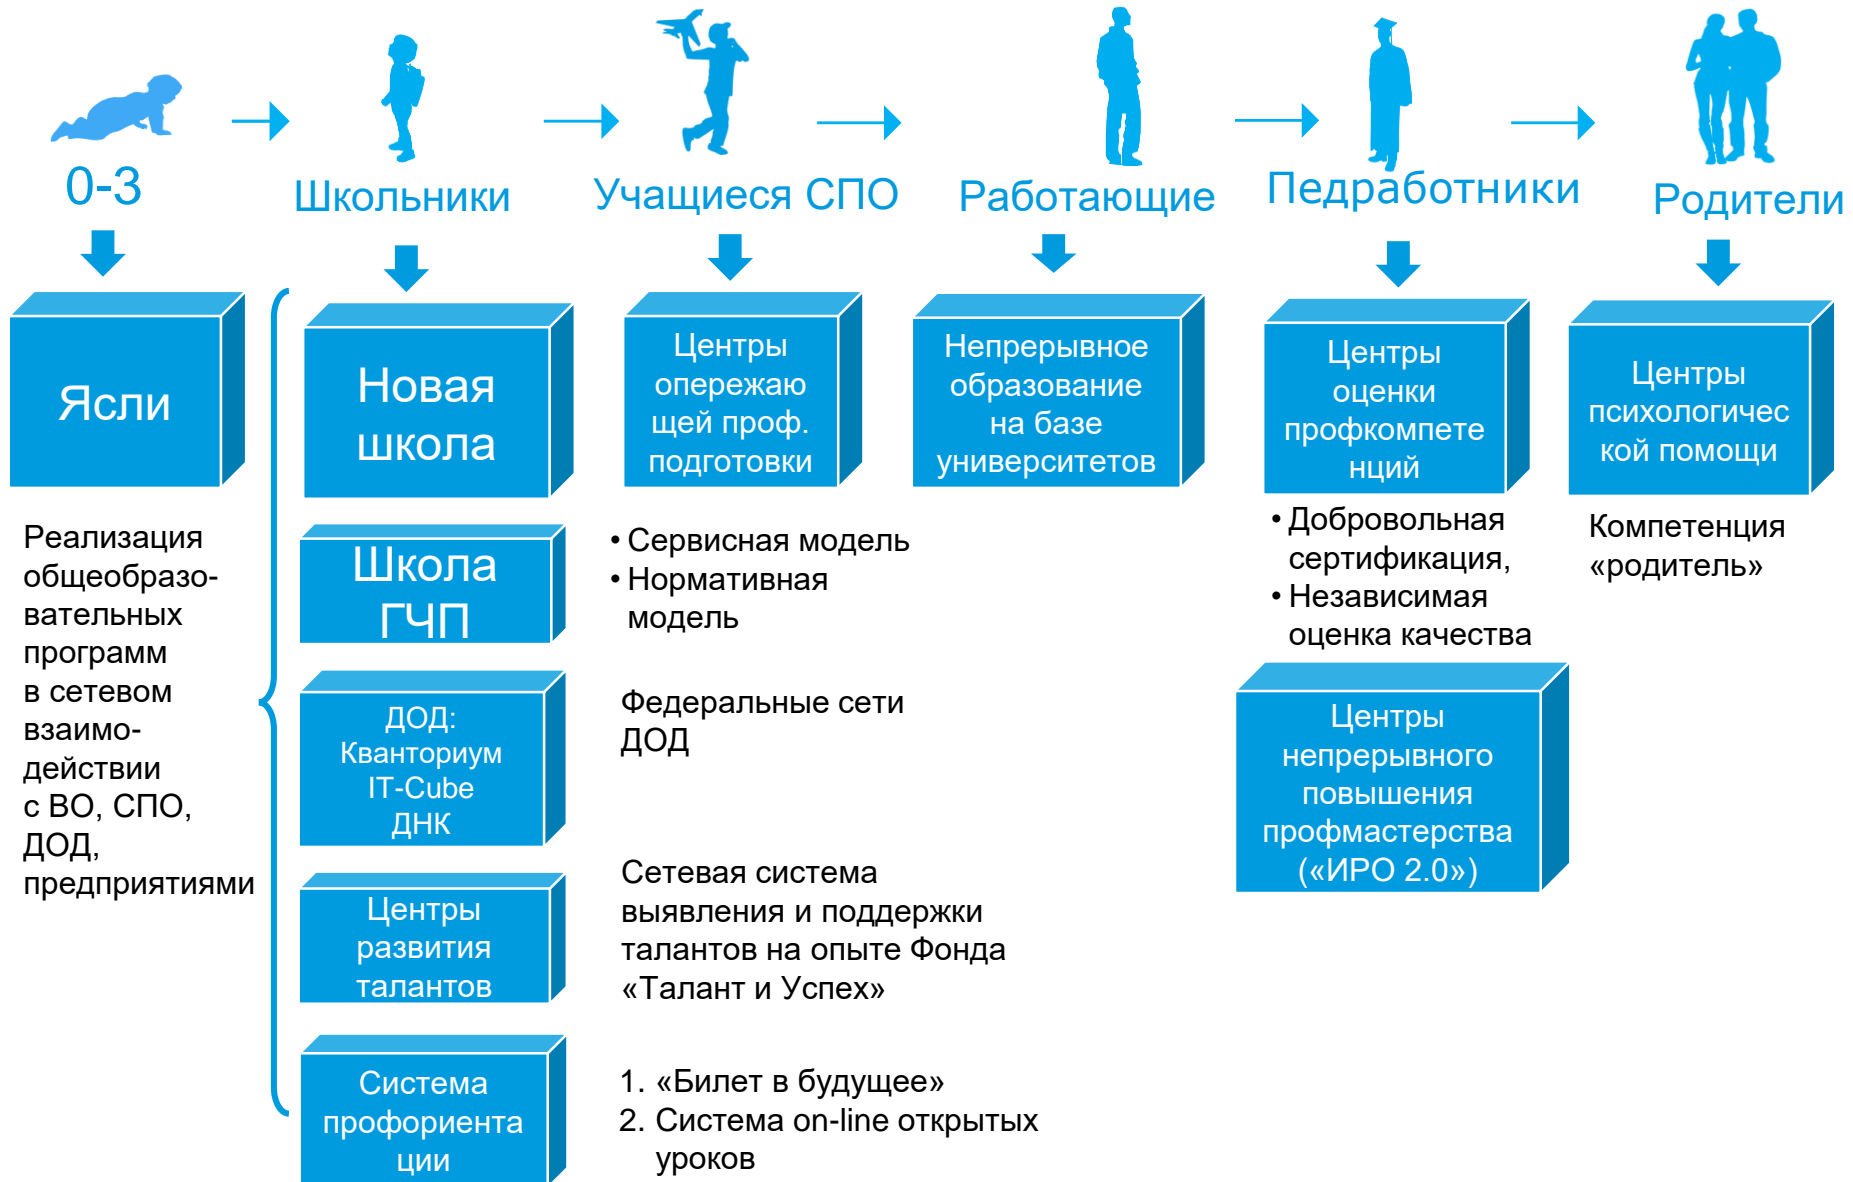 0-3
Школьники
Учащиеся СПО
Работающие
Педработники
Родители
Ясли
Новая
школа
Центры
опережаю
щей проф.
подготовки
Непрерывное
образование
на базе
университетов
Центры
оценки
профкомпете
нций
Центры
психологичес
кой помощи
Реализация
общеобразо-
вательных
программ
в сетевом
взаимо-
действии
с ВО, СПО,
ДОД,
предприятиями
Школа
ГЧП
• Сервисная модель
• Нормативная
модель
• Добровольная
сертификация,
• Независимая
оценка качества
Компетенция
«родитель»
ДОД:
Кванториум
IT-Cube
ДНК
Федеральные сети
ДОД
Центры
непрерывного
повышения
профмастерства
(«ИРО 2.0»)
Центры
развития
талантов
Сетевая система
выявления и поддержки
талантов на опыте Фонда
«Талант и Успех»
Система
профориента
ции
1. «Билет в будущее»
2. Система on-line открытых
уроков